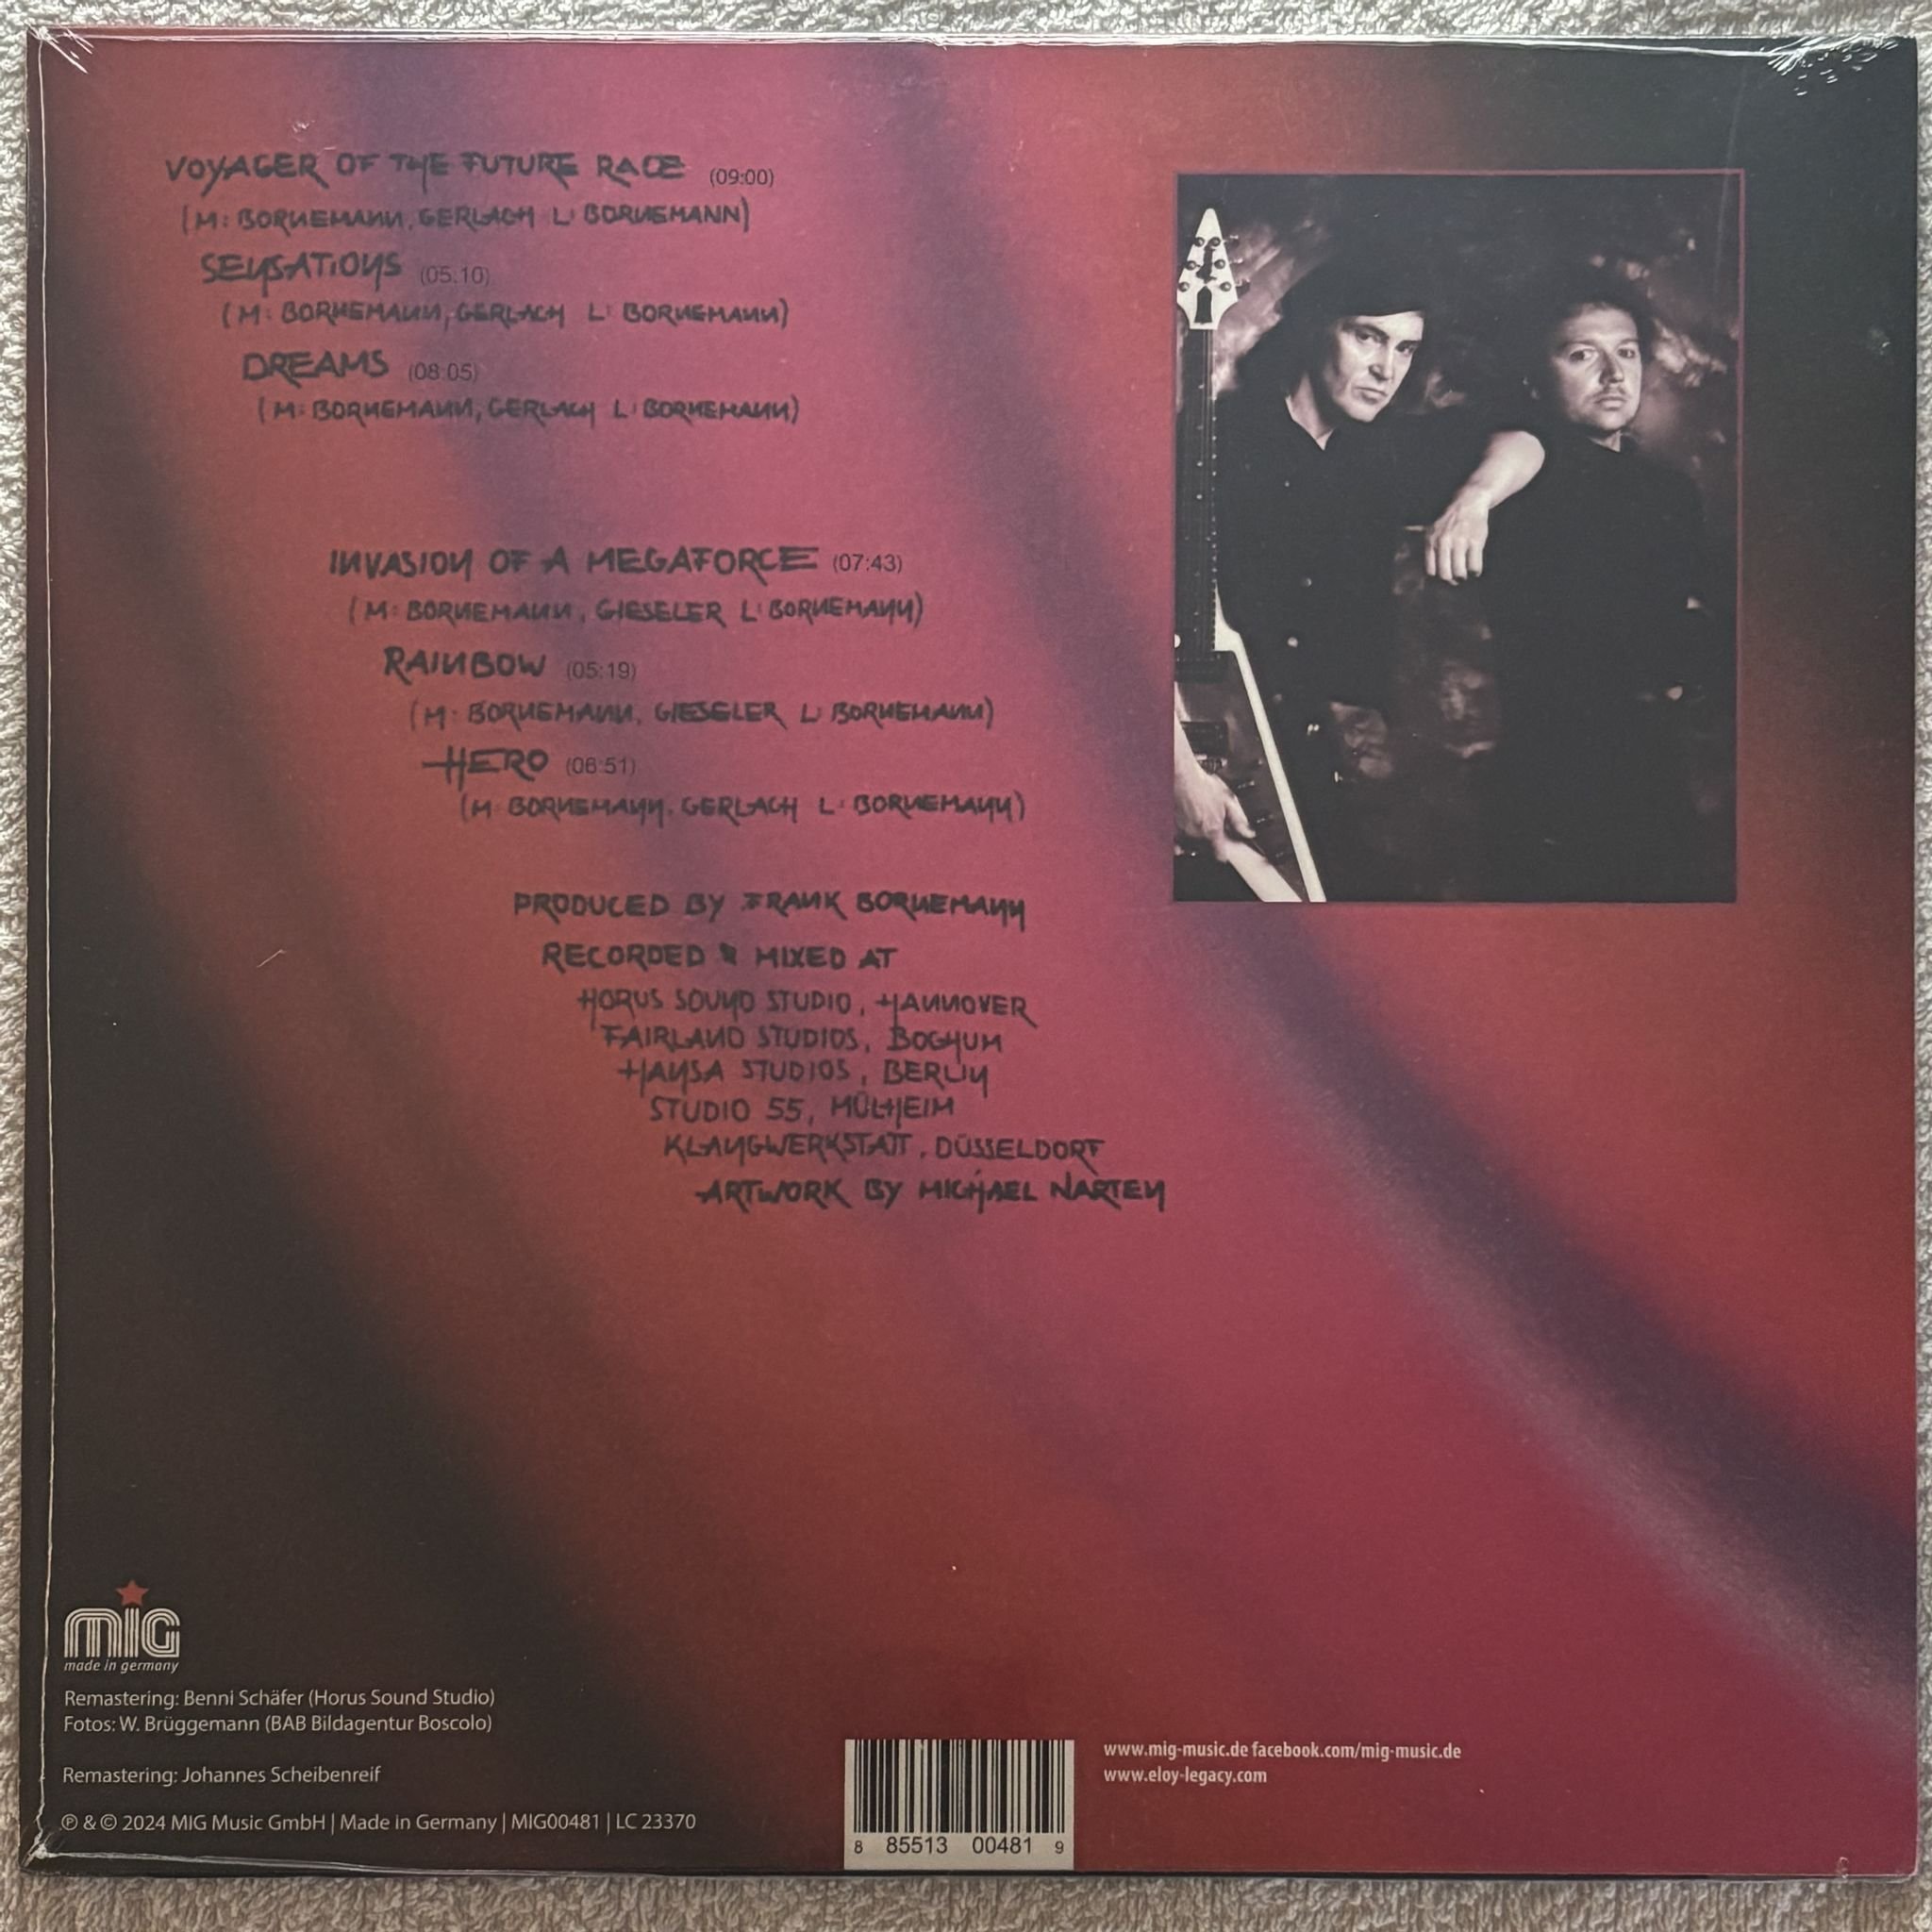 VOYAGER OF THE FUTURE RACE (09:00)
(M: BORNEMANN, GERLACH L: BORNEMANN)
SENSATIONS (05.10)
(M: BORNEMANN, GERLACH L: BORNEMANN)
DREAMS (08:05)
(M: BORNEMANN, GERLACH L: BORNEMANN)
INVASION OF A MEGAFORCE (07:43)
(M: BORNEMANN, GIESELER L: BORNEMANN)
RAINBOW (05:19)
(M: BORNEMANN, GIESELER L: BORNEMANN)
HERO (06:51)
(M: BORNEMANN, GERLACH L: BORNEMANN)
PRODUCED BY FRANK BORNEMANN
RECORDED & MIXED AT
HORUS SOUND STUDIO, HANNOVER
FAIRLAND STUDIOS, BOCHUM
HANSA STUDIOS, BERLIN
STUDIO 55, MÜLHEIM
KLANGWERKSTATT, DÜSSELDORF
ARTWORK BY MICHAEL NARTEN
MIG
made in germany
Remastering: Benni Schäfer (Horus Sound Studio)
Fotos: W. Brüggemann (BAB Bildagentur Boscolo)
Remastering: Johannes Scheibenreif
℗ & © 2024 MIG Music GmbH | Made in Germany | MIG00481 | LC 23370
8 85513 00481 9
www.mig-music.de facebook.com/mig-music.de
www.eloy-legacy.com